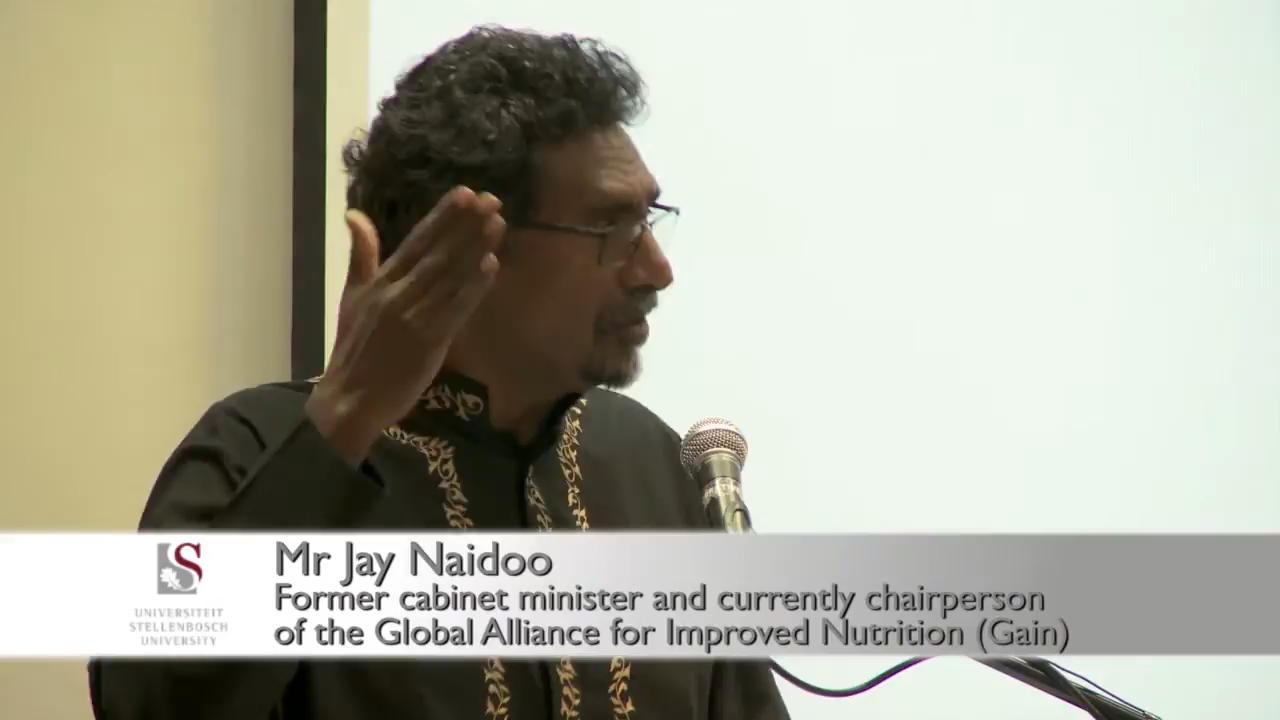 Mr Jay Naidoo
Former cabinet minister and currently chairperson
of the Global Alliance for Improved Nutrition (Gain)
UNIVERSITEIT
STELLENBOSCH
UNIVERSITY